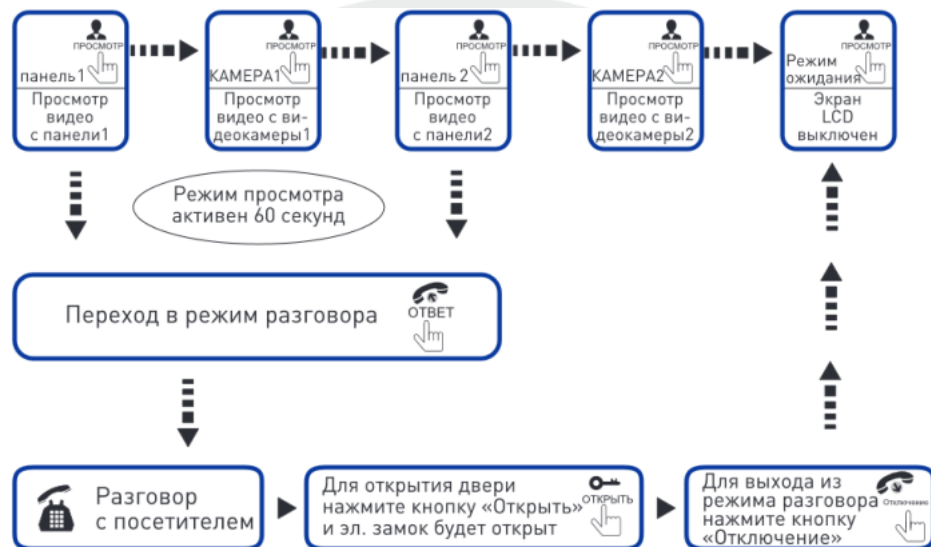 ПРОСМОТР
панель1
Просмотр
видео
с панели1
ПРОСМОТР
КАМЕРА1
Просмотр
видео с ви-
деокамеры1
ПРОСМОТР
панель 2
Просмотр
видео
с панели2
ПРОСМОТР
КАМЕРА2
Просмотр
видео с ви-
деокамеры2
ПРОСМОТР
Режим
ожидания
Экран
LCD
выключен
Режим просмотра
активен 60 секунд
Переход в режим разговора
ОТВЕТ
Разговор
с посетителем
Для открытия двери
нажмите кнопку «Открыть»
и эл. замок будет открыт
ОТКРЫТЬ
Для выхода из
режима разговора
нажмите кнопку
«Отключение»
Отключение